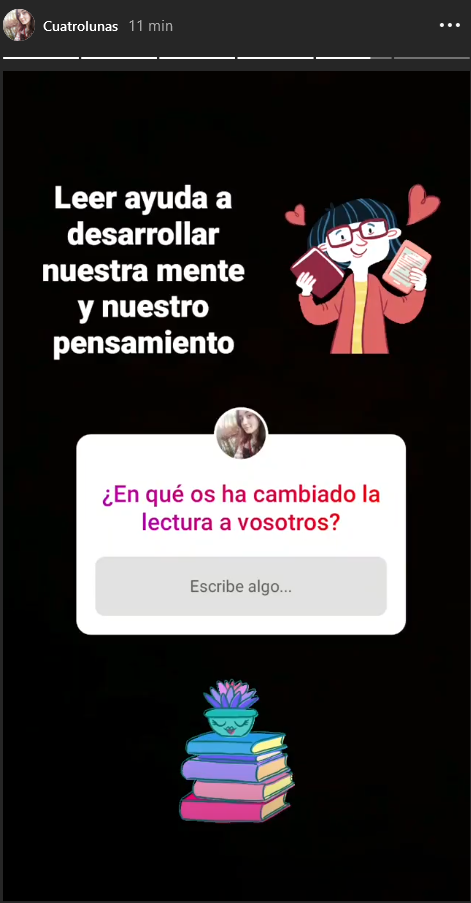 Cuatrolunas 11 min
Leer ayuda a
desarrollar
nuestra mente
y nuestro
pensamiento
¿En qué os ha cambiado la
lectura a vosotros?
Escribe algo...